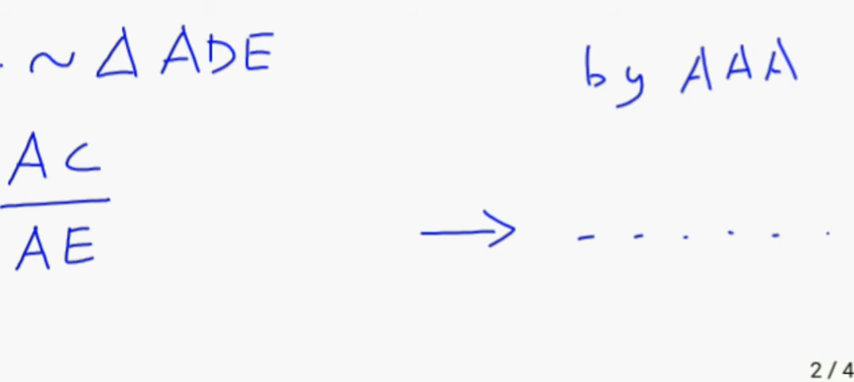 ~ Δ ADE by AAA
AC
AE
→ - - . . . .
2 / 4